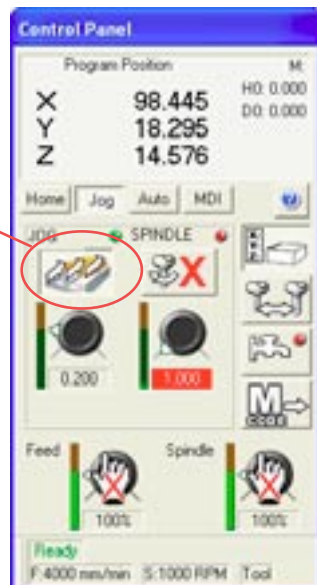 Control Panel
Program Position M:
X 98.445 H0: 0.000
Y 18.295 D0: 0.000
Z 14.576
Home Jog Auto MDI
JOG SPINDLE
0.200 1.000
M
CODE
Feed Spindle
100% 100%
Ready
F:4000 mm/min S:1000 RPM Tool